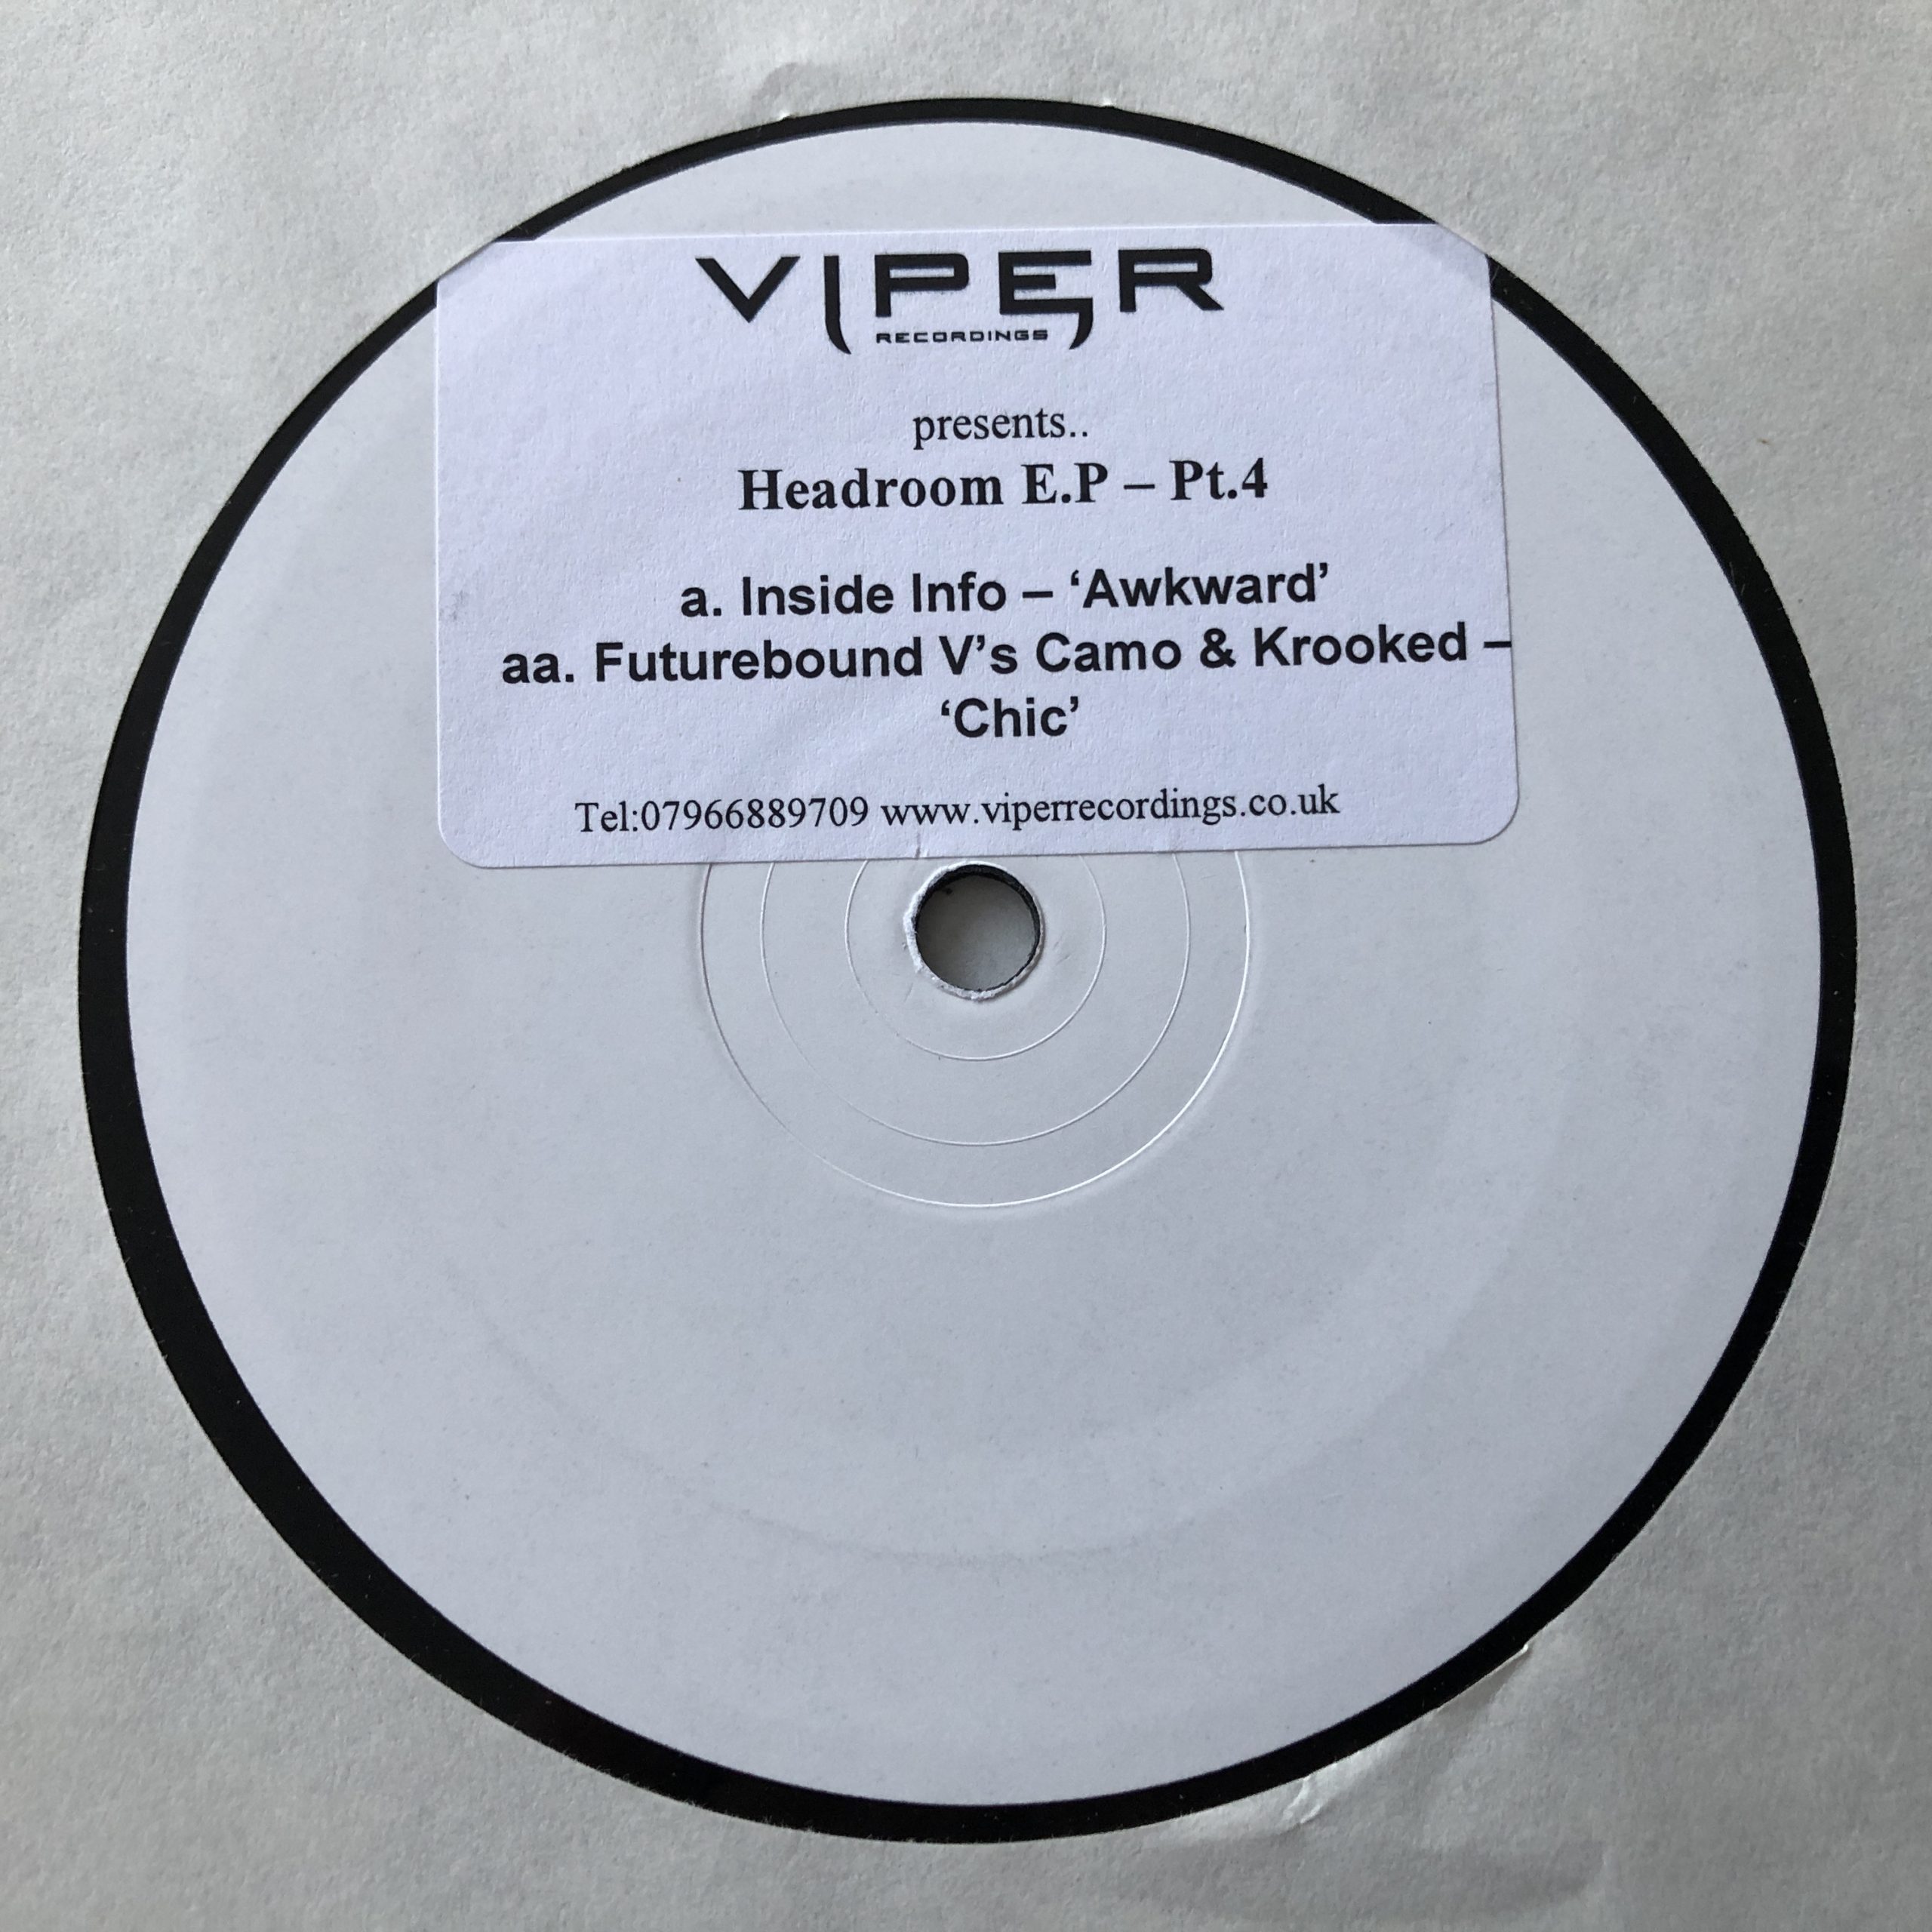 VIPER
RECORDINGS
presents..
Headroom E.P – Pt.4
a. Inside Info – ‘Awkward’
aa. Futurebound V’s Camo & Krooked –
‘Chic’
Tel:07966889709 www.viperrecordings.co.uk